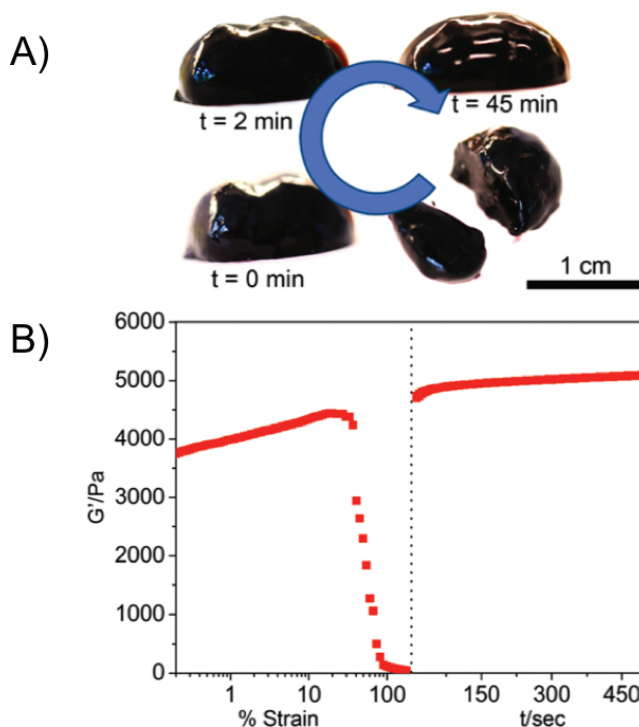 A)
t = 2 min
t = 45 min
t = 0 min
1 cm
B)
6000
5000
4000
3000
2000
1000
0
G'/Pa
1 10 100 150 300 450
% Strain t/sec